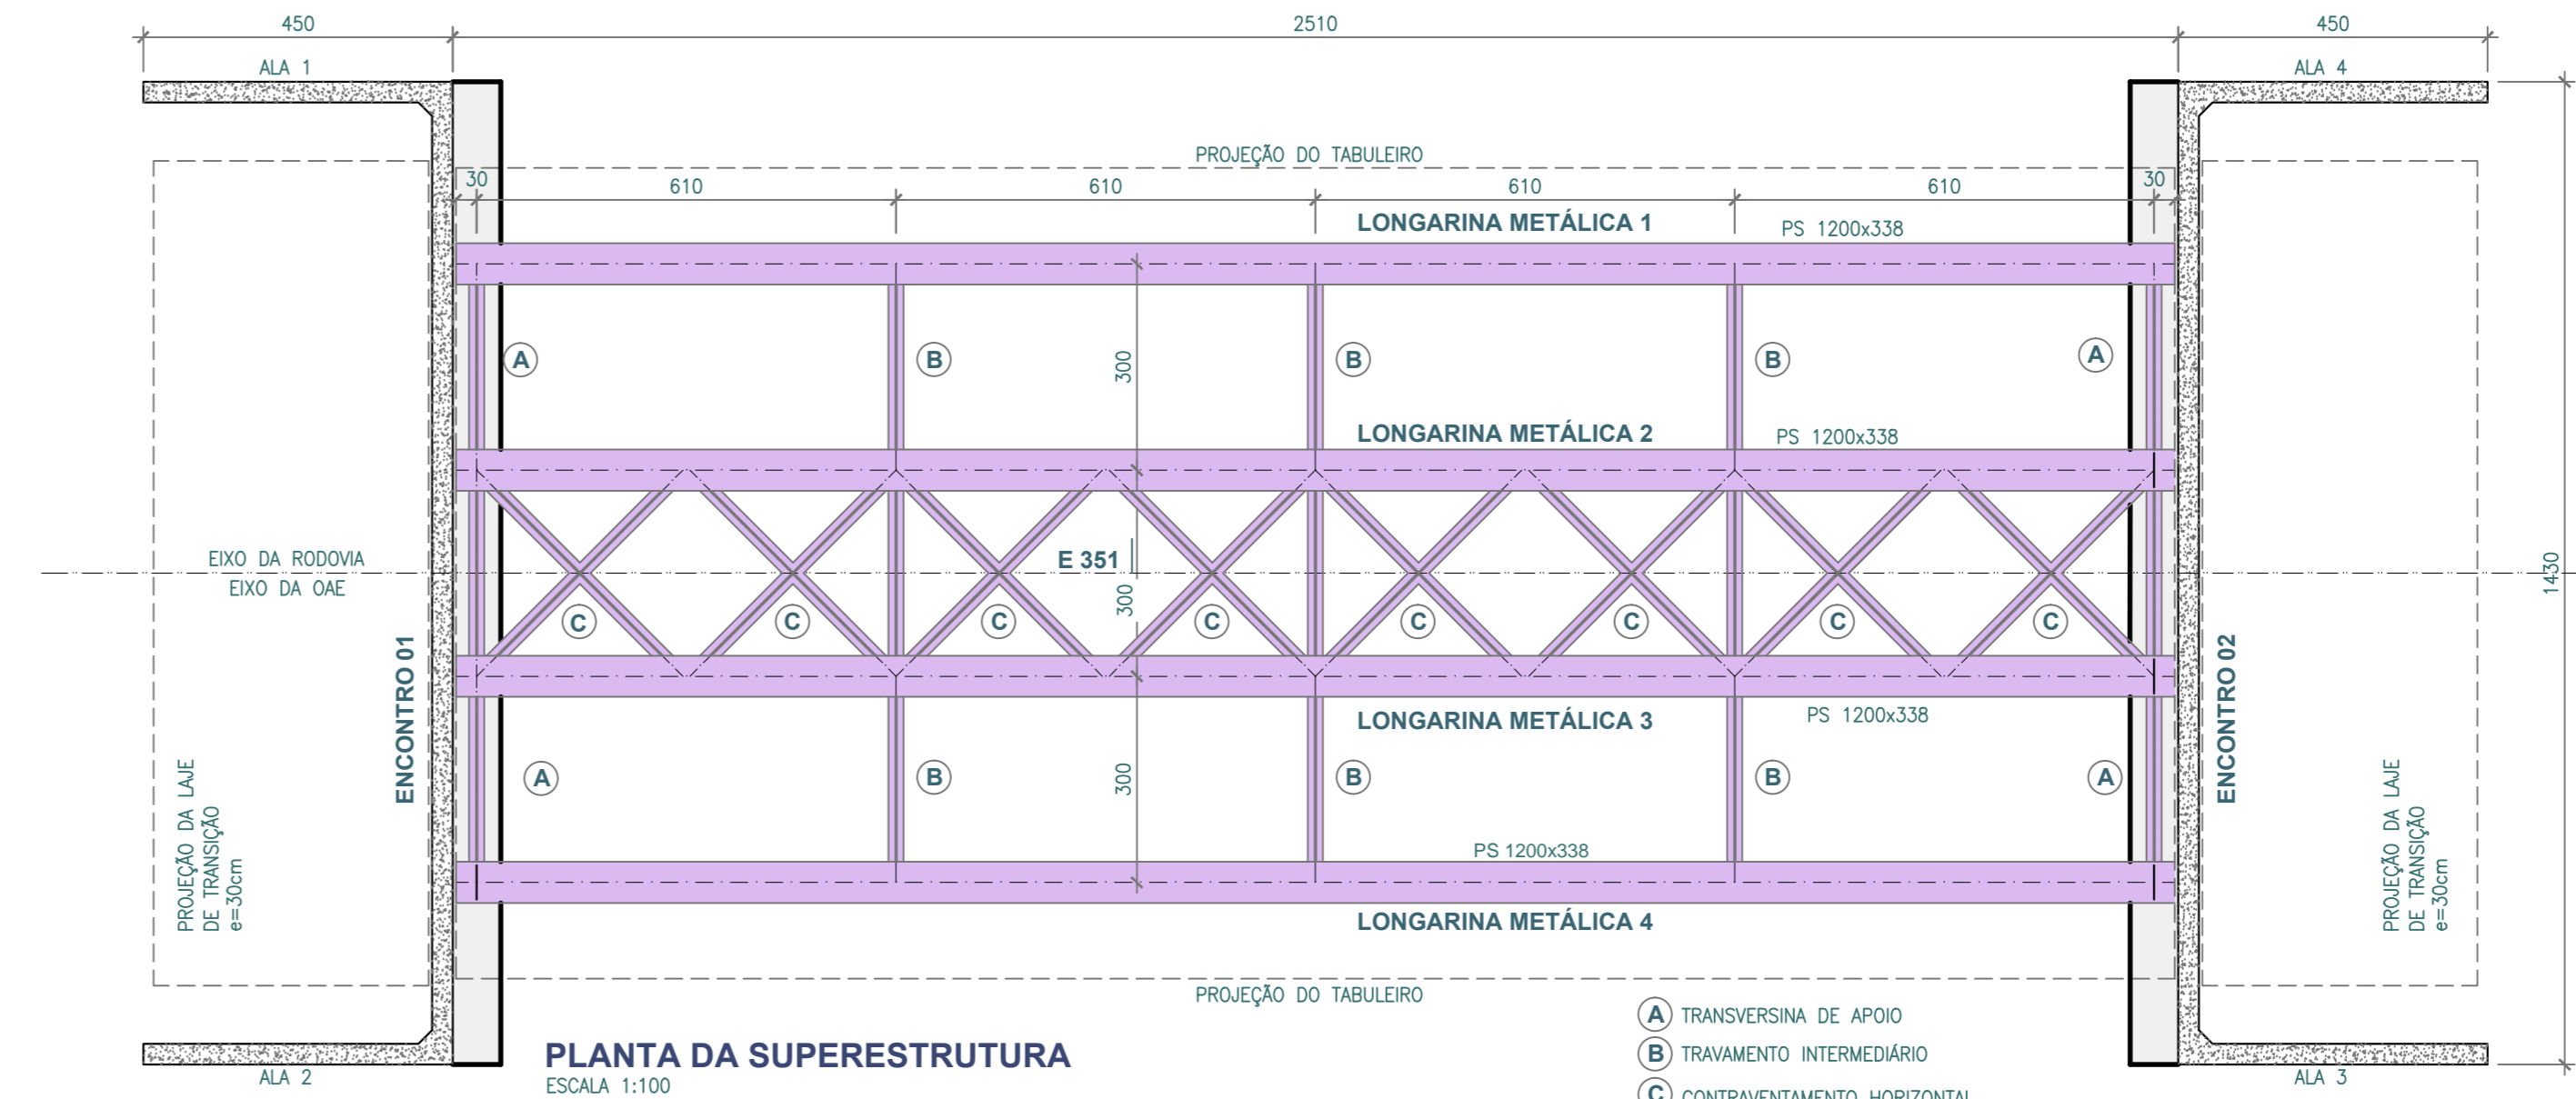 450
2510
450
ALA 1
ALA 4
PROJEÇÃO DO TABULEIRO
30
610
610
610
610
30
LONGARINA METÁLICA 1
PS 1200x338
A
B
300
B
B
A
LONGARINA METÁLICA 2
PS 1200x338
EIXO DA RODOVIA
EIXO DA OAE
E 351
300
1430
C
C
C
C
C
C
C
C
ENCONTRO 01
ENCONTRO 02
LONGARINA METÁLICA 3
PS 1200x338
A
B
300
B
B
A
PROJEÇÃO DA LAJE
DE TRANSIÇÃO
e=30cm
PROJEÇÃO DA LAJE
DE TRANSIÇÃO
e=30cm
PS 1200x338
LONGARINA METÁLICA 4
PROJEÇÃO DO TABULEIRO
A TRANSVERSINA DE APOIO
B TRAVAMENTO INTERMEDIÁRIO
C CONTRAVENTAMENTO HORIZONTAL
PLANTA DA SUPERESTRUTURA
ESCALA 1:100
ALA 2
ALA 3